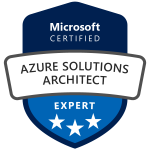 Microsoft
CERTIFIED
AZURE SOLUTIONS
ARCHITECT
EXPERT